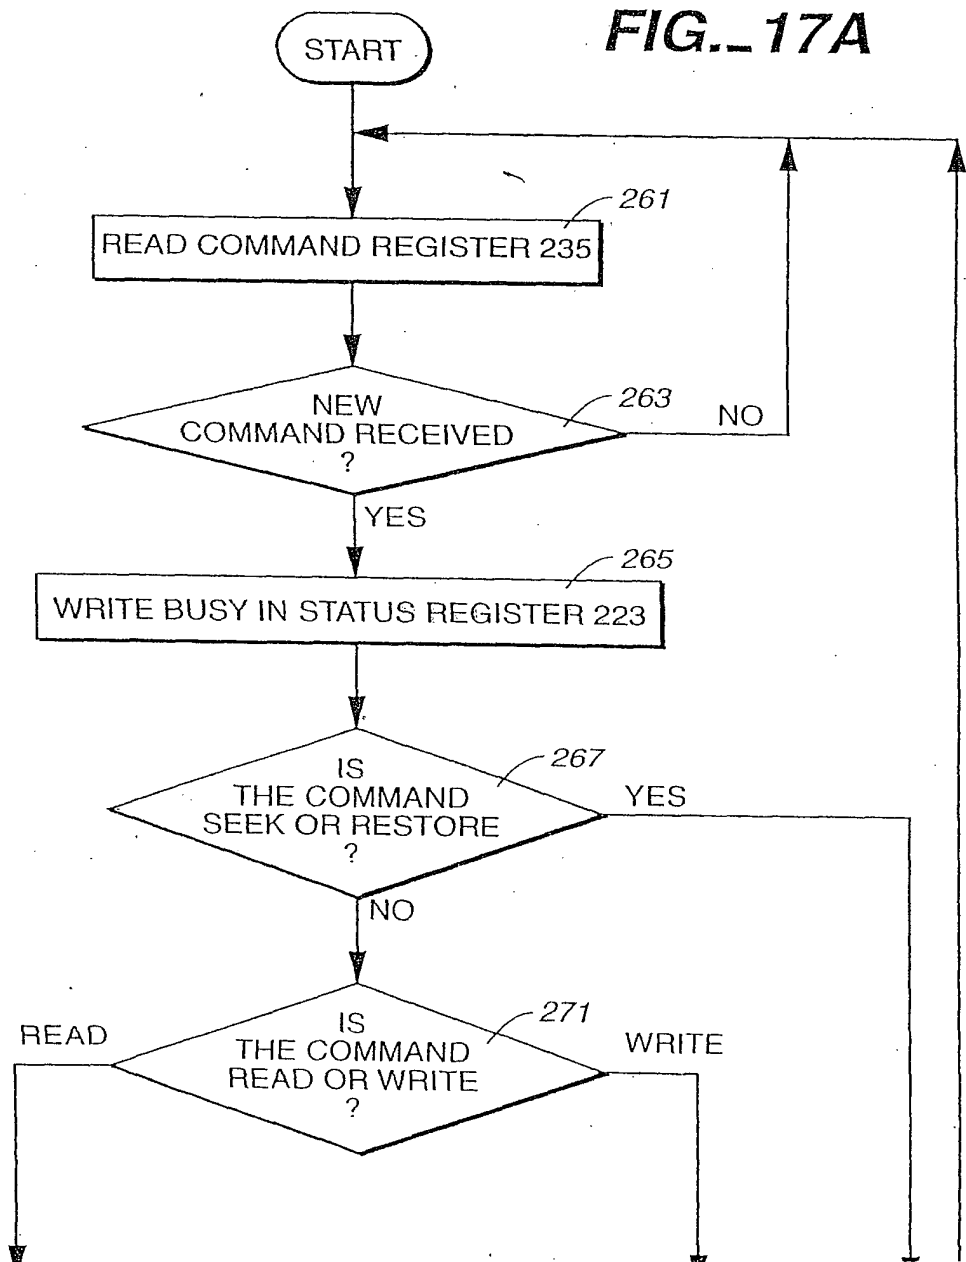 FIG._17A
START
261
READ COMMAND REGISTER 235
263
NEW
COMMAND RECEIVED
?
NO
YES
265
WRITE BUSY IN STATUS REGISTER 223
267
IS
THE COMMAND
SEEK OR RESTORE
?
YES
NO
271
IS
THE COMMAND
READ OR WRITE
?
READ
WRITE